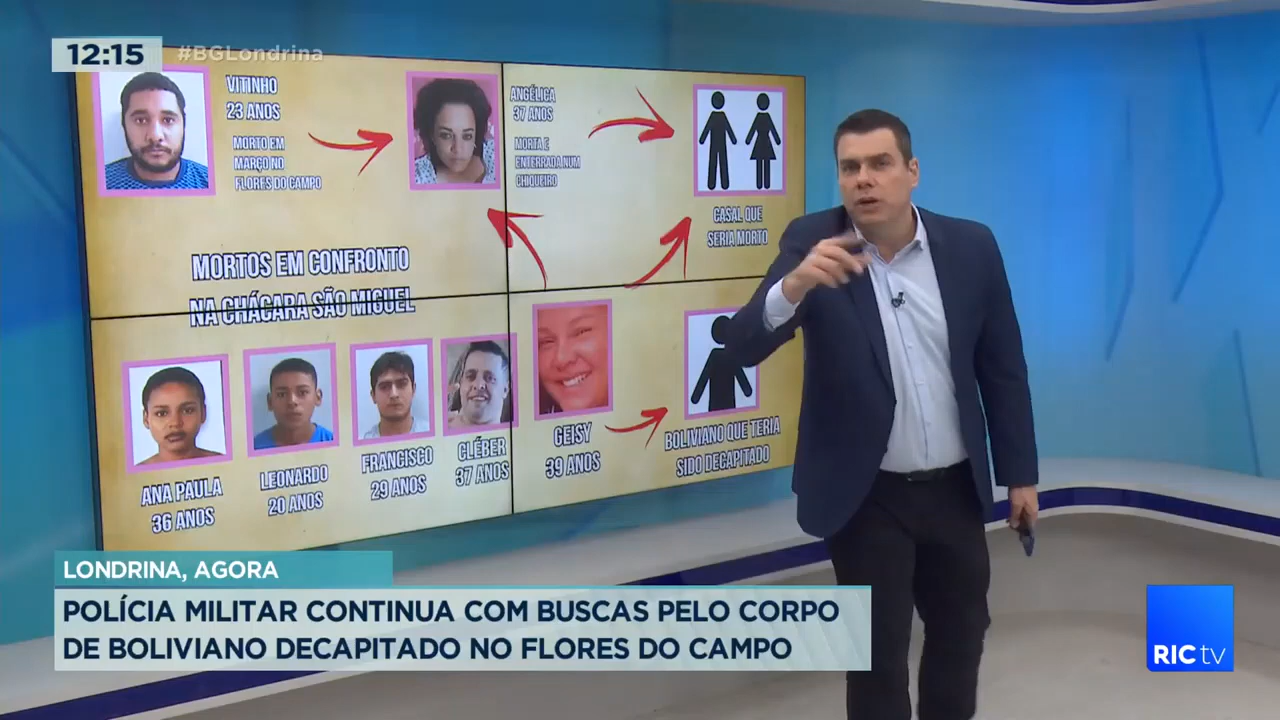 12:15
#BGLondrina
VITINHO
23 ANOS
MORTO EM
MARÇO NO
FLORES DO CAMPO
ANGÉLICA
37 ANOS
MORTA E
ENTERRADA NUM
CHIQUEIRO
CASAL QUE
SERIA MORTO
MORTOS EM CONFRONTO
NA CHÁCARA SÃO MIGUEL
ANA PAULA
36 ANOS
LEONARDO
20 ANOS
FRANCISCO
29 ANOS
CLÉBER
37 ANOS
GEISY
39 ANOS
BOLIVIANO QUE TERIA
SIDO DECAPITADO
LONDRINA, AGORA
POLÍCIA MILITAR CONTINUA COM BUSCAS PELO CORPO
DE BOLIVIANO DECAPITADO NO FLORES DO CAMPO
RIC tv